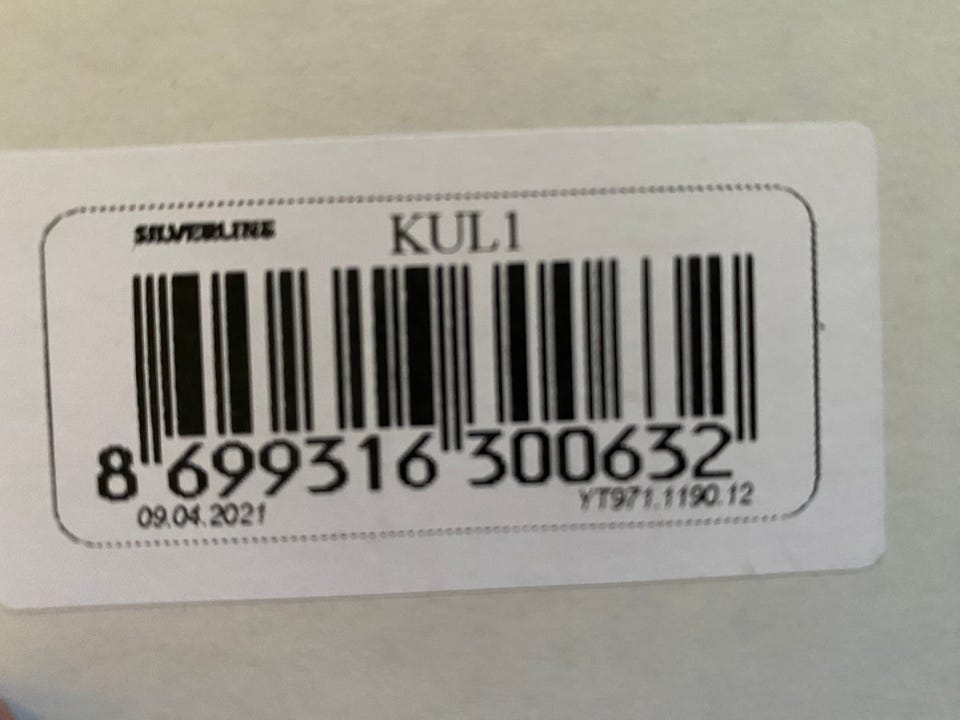 SILVERLINE KUL1
8 699316 300632
09.04.2021 YT971.1190.12